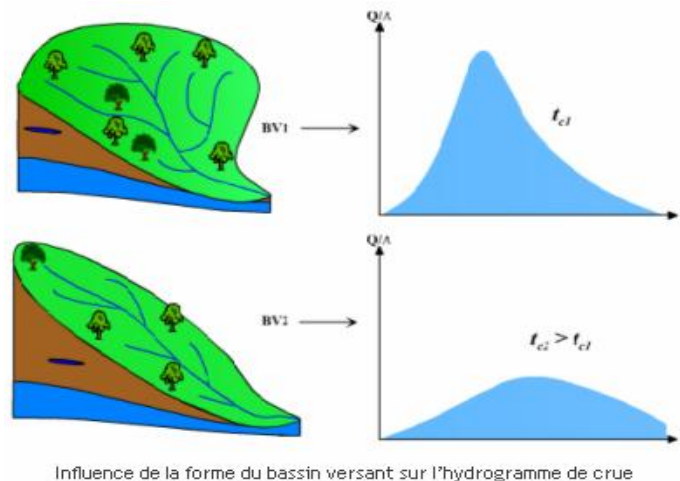 Q/A
BV1
t_c1
Q/A
BV2
t_c2 > t_c1
Influence de la forme du bassin versant sur l'hydrogramme de crue